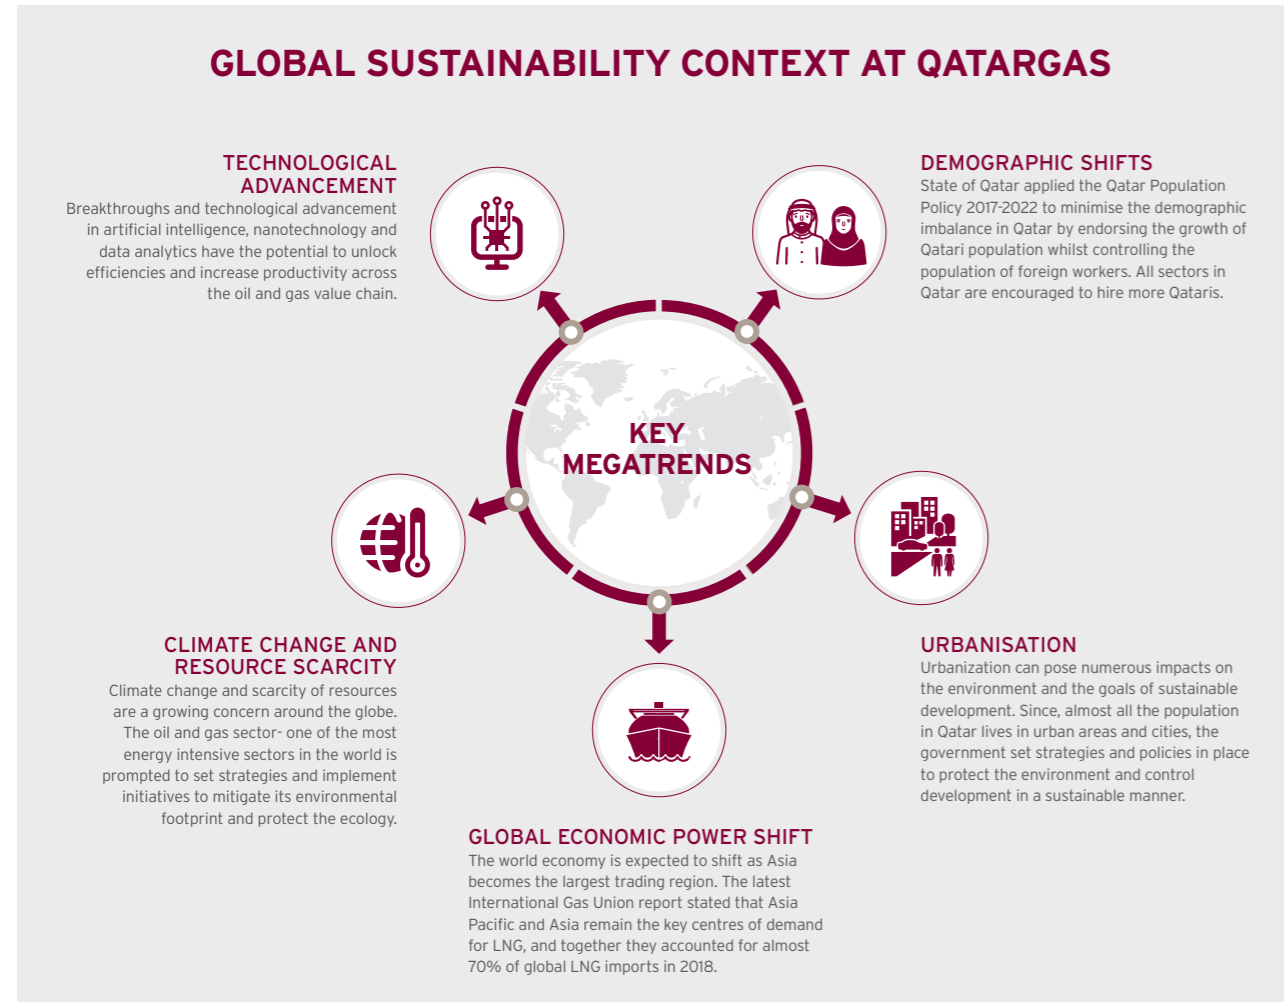 GLOBAL SUSTAINABILITY CONTEXT AT QATARGAS
TECHNOLOGICAL
ADVANCEMENT
Breakthroughs and technological advancement
in artificial intelligence, nanotechnology and
data analytics have the potential to unlock
efficiencies and increase productivity across
the oil and gas value chain.
DEMOGRAPHIC SHIFTS
State of Qatar applied the Qatar Population
Policy 2017-2022 to minimise the demographic
imbalance in Qatar by endorsing the growth of
Qatari population whilst controlling the
population of foreign workers. All sectors in
Qatar are encouraged to hire more Qataris.
KEY
MEGATRENDS
CLIMATE CHANGE AND
RESOURCE SCARCITY
Climate change and scarcity of resources
are a growing concern around the globe.
The oil and gas sector- one of the most
energy intensive sectors in the world is
prompted to set strategies and implement
initiatives to mitigate its environmental
footprint and protect the ecology.
URBANISATION
Urbanization can pose numerous impacts on
the environment and the goals of sustainable
development. Since, almost all the population
in Qatar lives in urban areas and cities, the
government set strategies and policies in place
to protect the environment and control
development in a sustainable manner.
GLOBAL ECONOMIC POWER SHIFT
The world economy is expected to shift as Asia
becomes the largest trading region. The latest
International Gas Union report stated that Asia
Pacific and Asia remain the key centres of demand
for LNG, and together they accounted for almost
70% of global LNG imports in 2018.